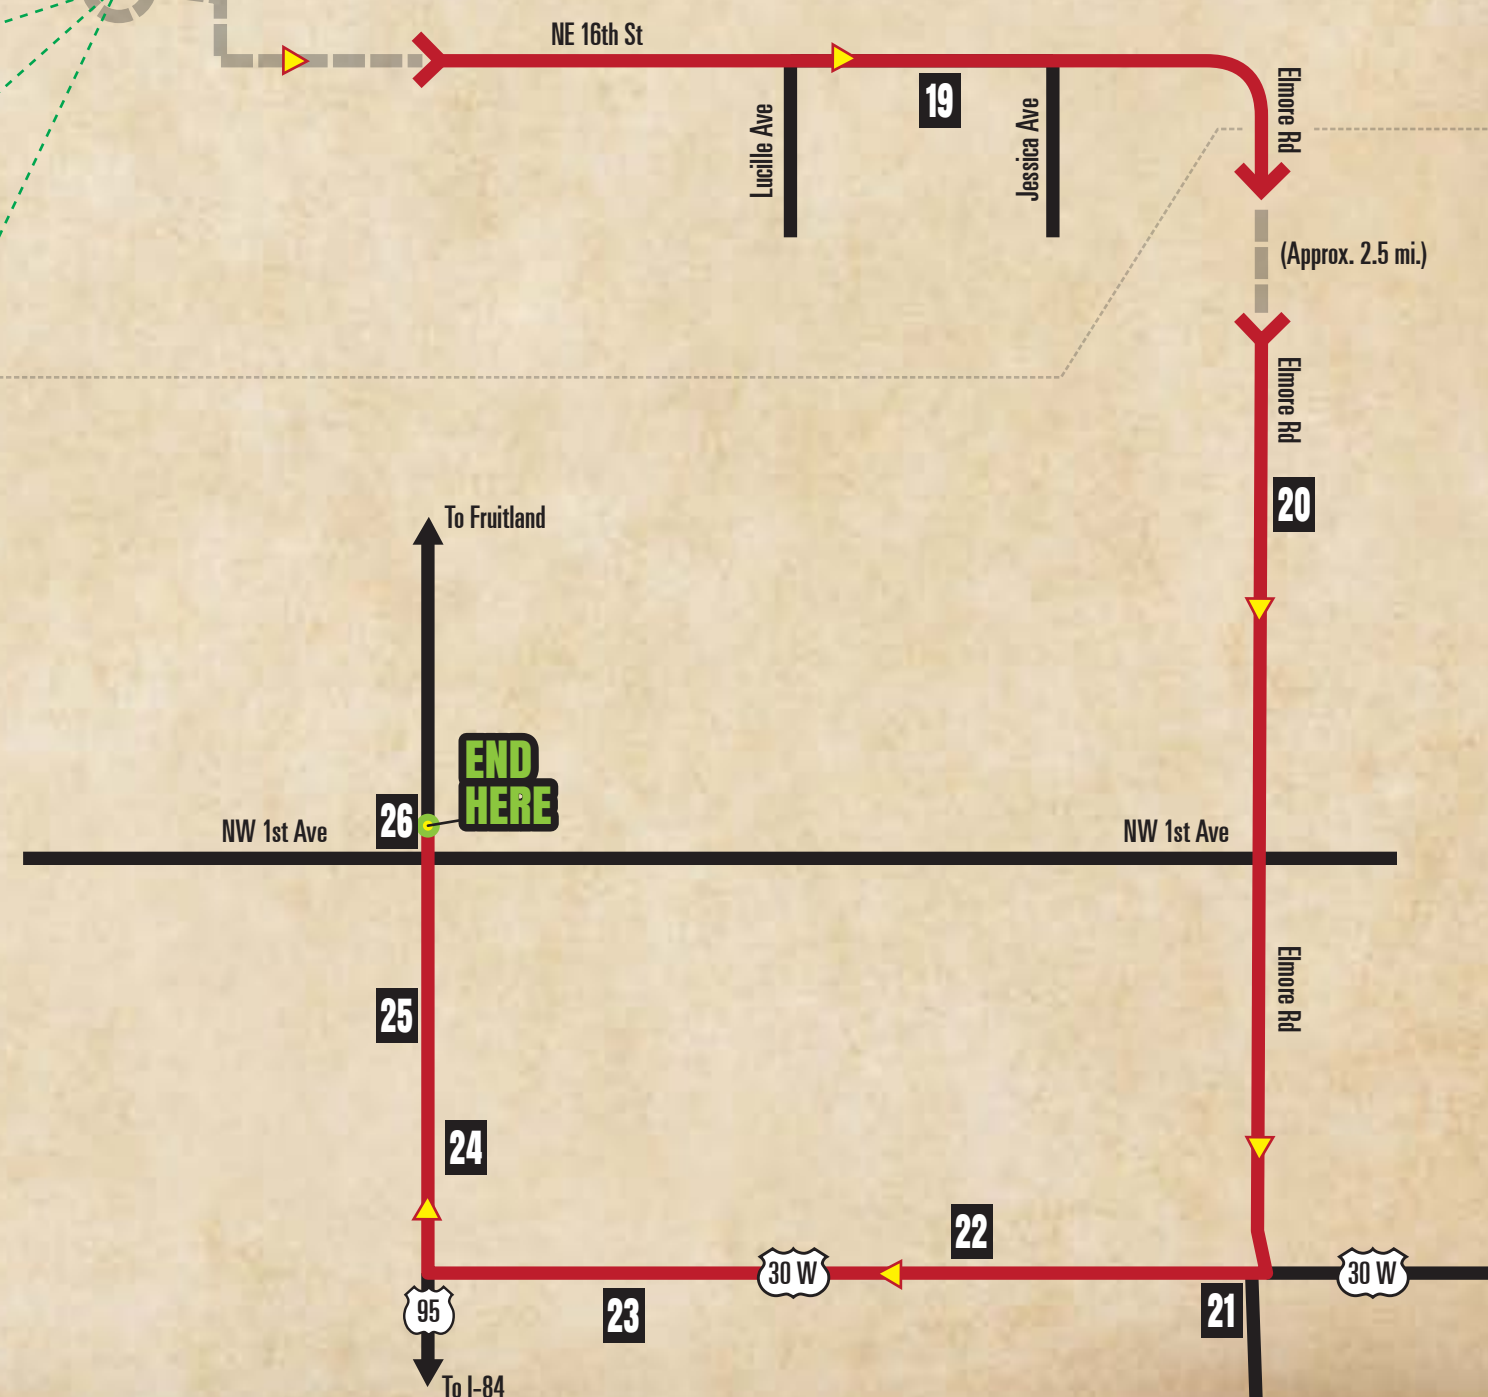 NE 16th St
Elmore Rd
19
Lucille Ave
Jessica Ave
(Approx. 2.5 mi.)
Elmore Rd
20
To Fruitland
END
HERE
26
NW 1st Ave
NW 1st Ave
Elmore Rd
25
24
22
30 W
30 W
95
23
21
To I-84